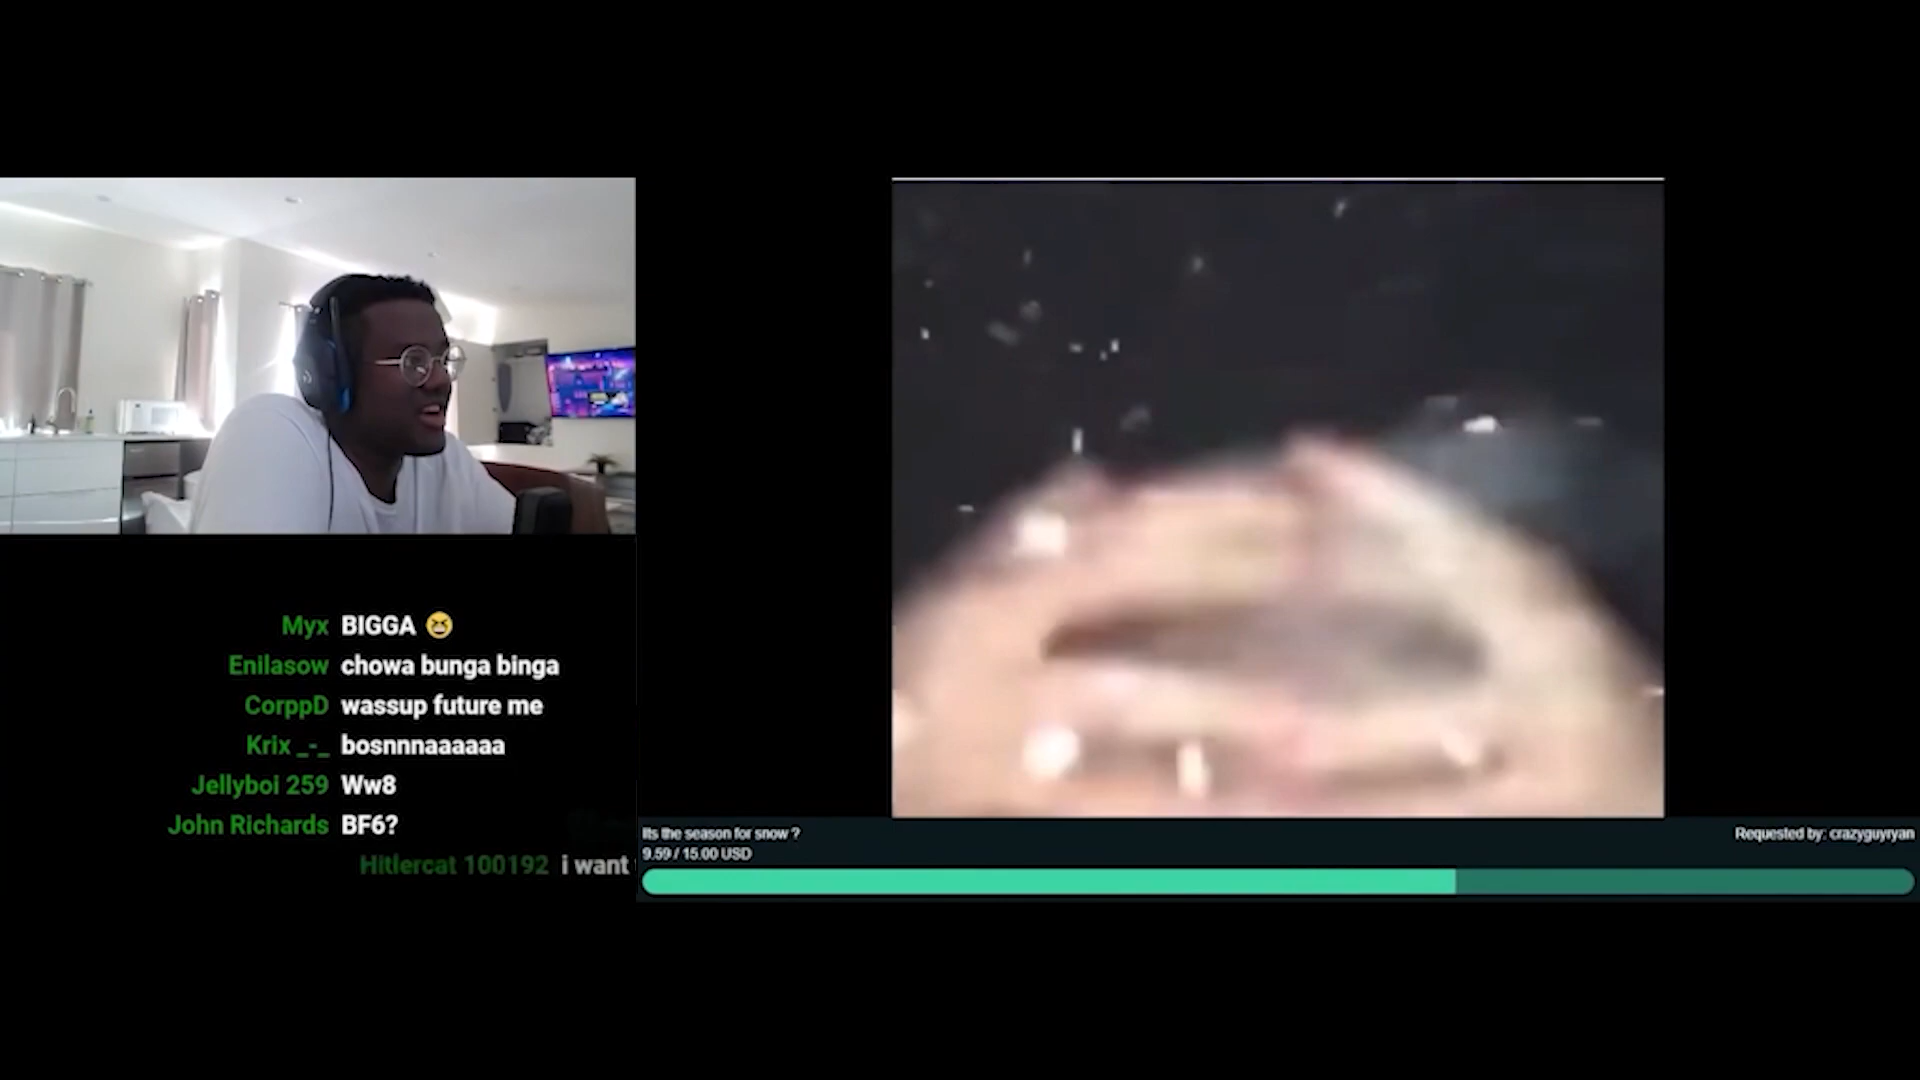 Myx BIGGA 😆
Enilasow chowa bunga binga
CorppD wassup future me
Krix _-_ bosnnnaaaaaa
Jellyboi 259 Ww8
John Richards BF6?
Hitlercat 100192 i want
Its the season for snow ?
Requested by: crazyguyryan
9.59 / 15.00 USD